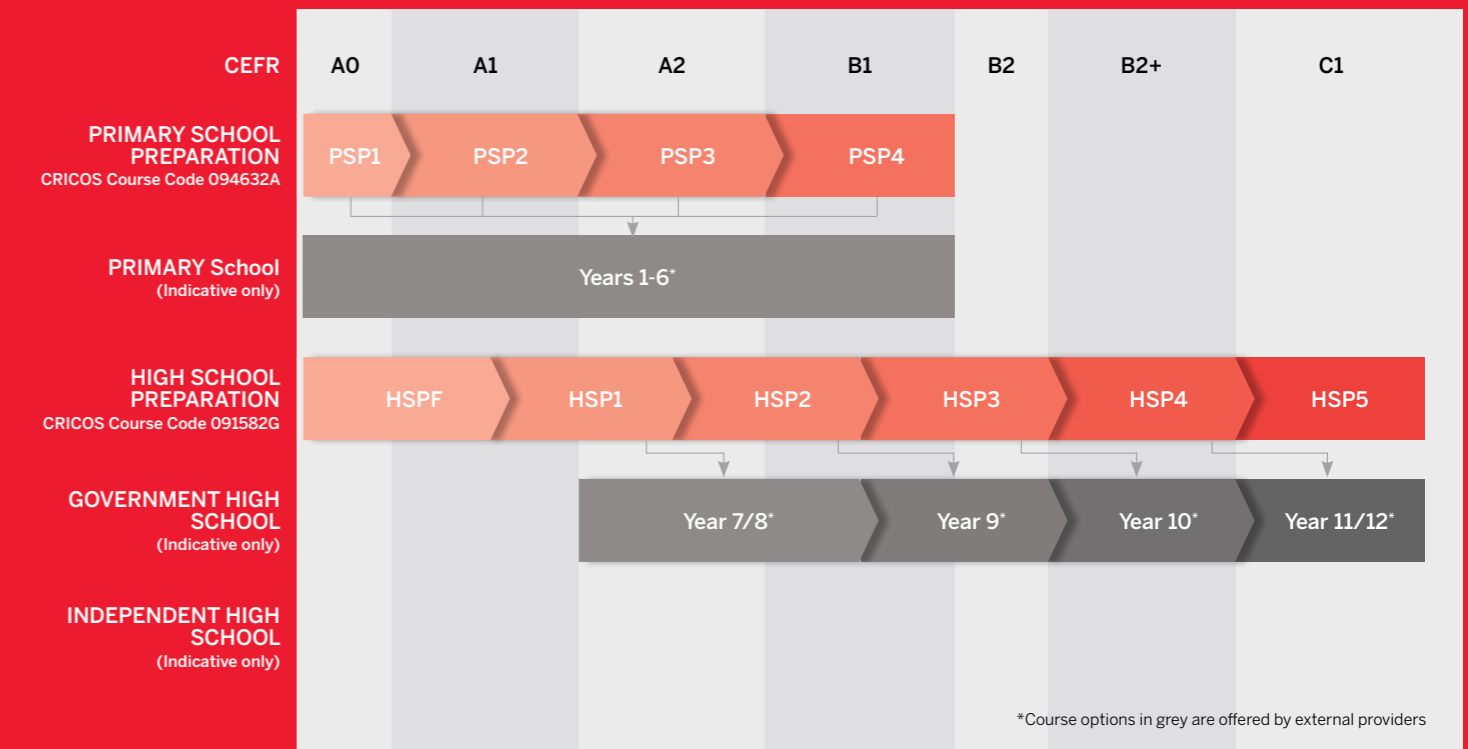 CEFR A0 A1 A2 B1 B2 B2+ C1
PRIMARY SCHOOL
PREPARATION
CRICOS Course Code 094632A
PSP1 PSP2 PSP3 PSP4
PRIMARY School
(Indicative only)
Years 1-6*
HIGH SCHOOL
PREPARATION
CRICOS Course Code 091582G
HSPF HSP1 HSP2 HSP3 HSP4 HSP5
GOVERNMENT HIGH
SCHOOL
(Indicative only)
Year 7/8* Year 9* Year 10* Year 11/12*
INDEPENDENT HIGH
SCHOOL
(Indicative only)
*Course options in grey are offered by external providers